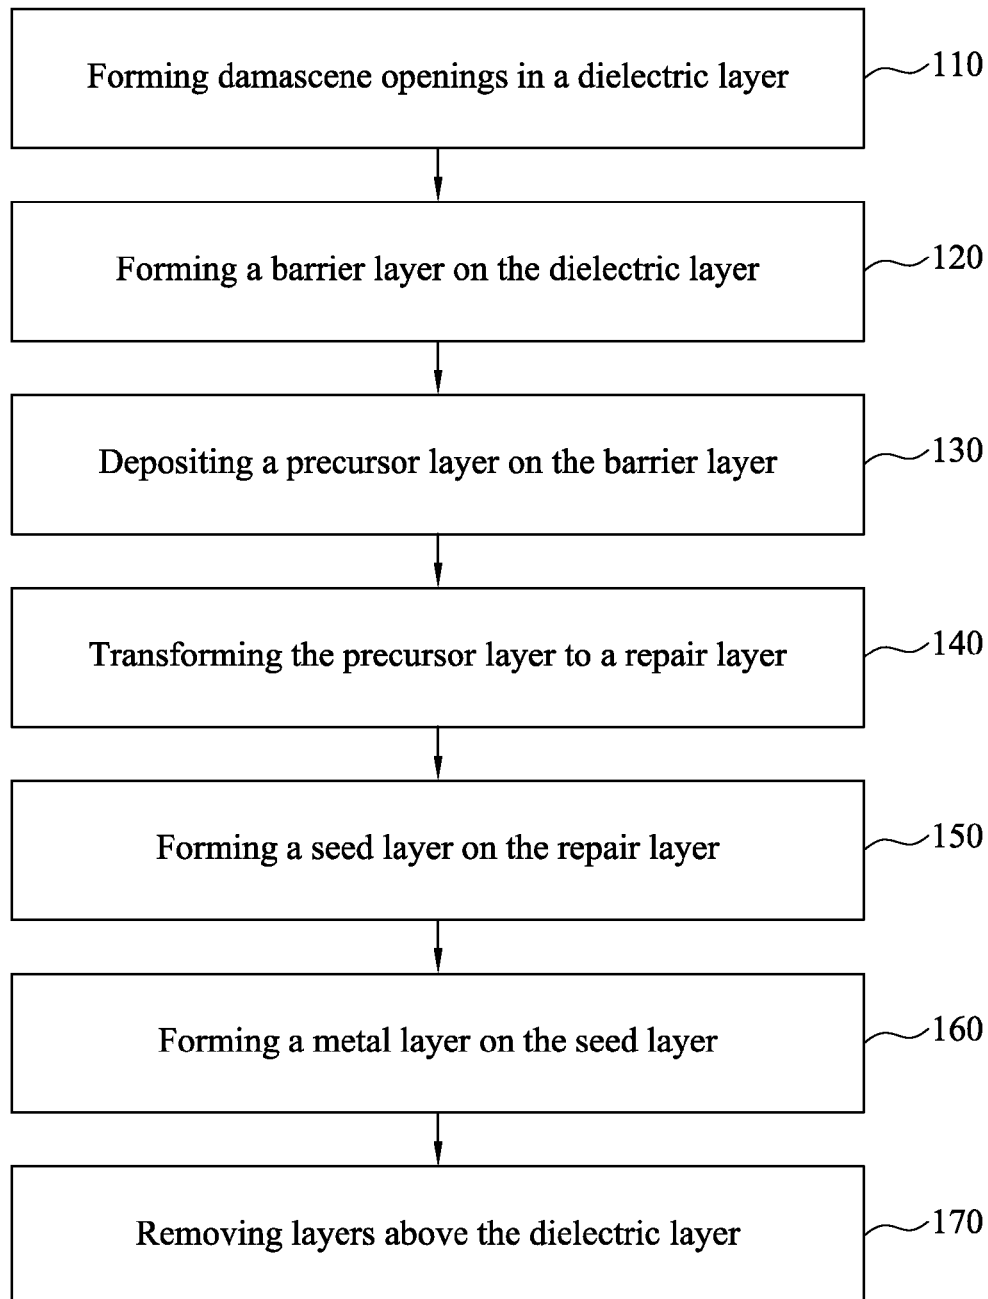 Forming damascene openings in a dielectric layer
110
Forming a barrier layer on the dielectric layer
120
Depositing a precursor layer on the barrier layer
130
Transforming the precursor layer to a repair layer
140
Forming a seed layer on the repair layer
150
Forming a metal layer on the seed layer
160
Removing layers above the dielectric layer
170